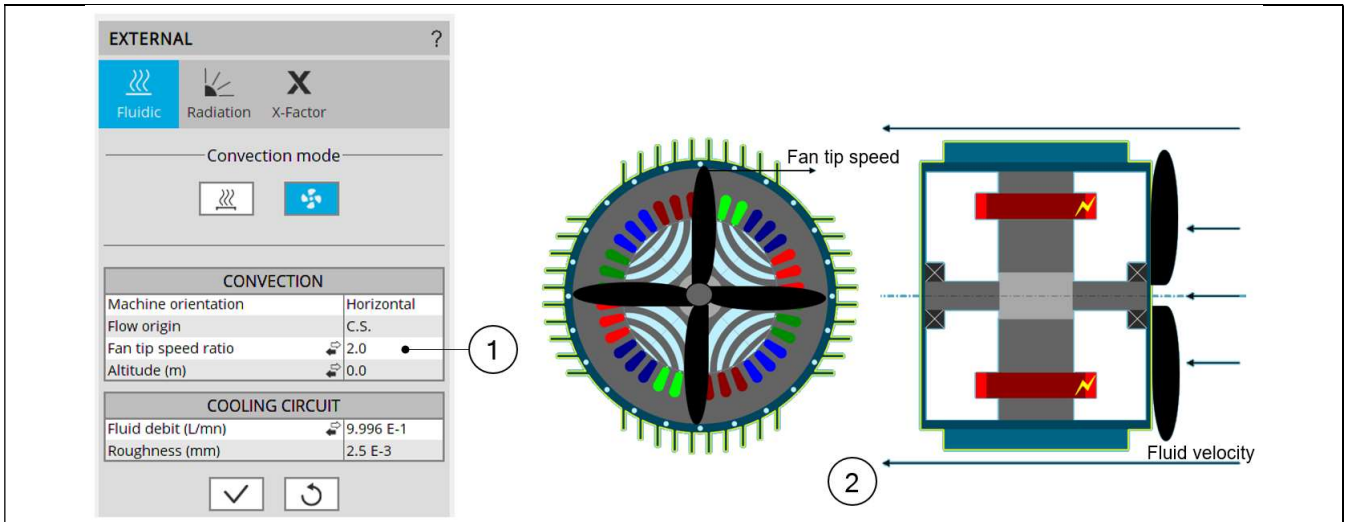 EXTERNAL ?
Fluidic Radiation X-Factor
Convection mode
CONVECTION
Machine orientation Horizontal
Flow origin C.S.
Fan tip speed ratio 2.0
Altitude (m) 0.0
COOLING CIRCUIT
Fluid debit (L/mn) 9.996 E-1
Roughness (mm) 2.5 E-3
1
Fan tip speed
Fluid velocity
2